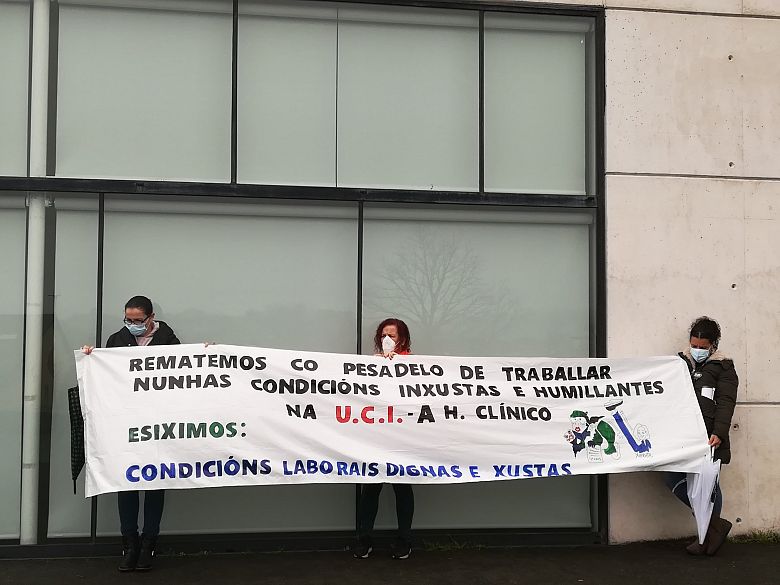 REMATEMOS CO PESADELO DE TRABALLAR
NUNHAS CONDICIÓNS INXUSTAS E HUMILLANTES
NA U.C.I.-A H. CLÍNICO
ESIXIMOS:
CONDICIÓNS LABORAIS DIGNAS E XUSTAS